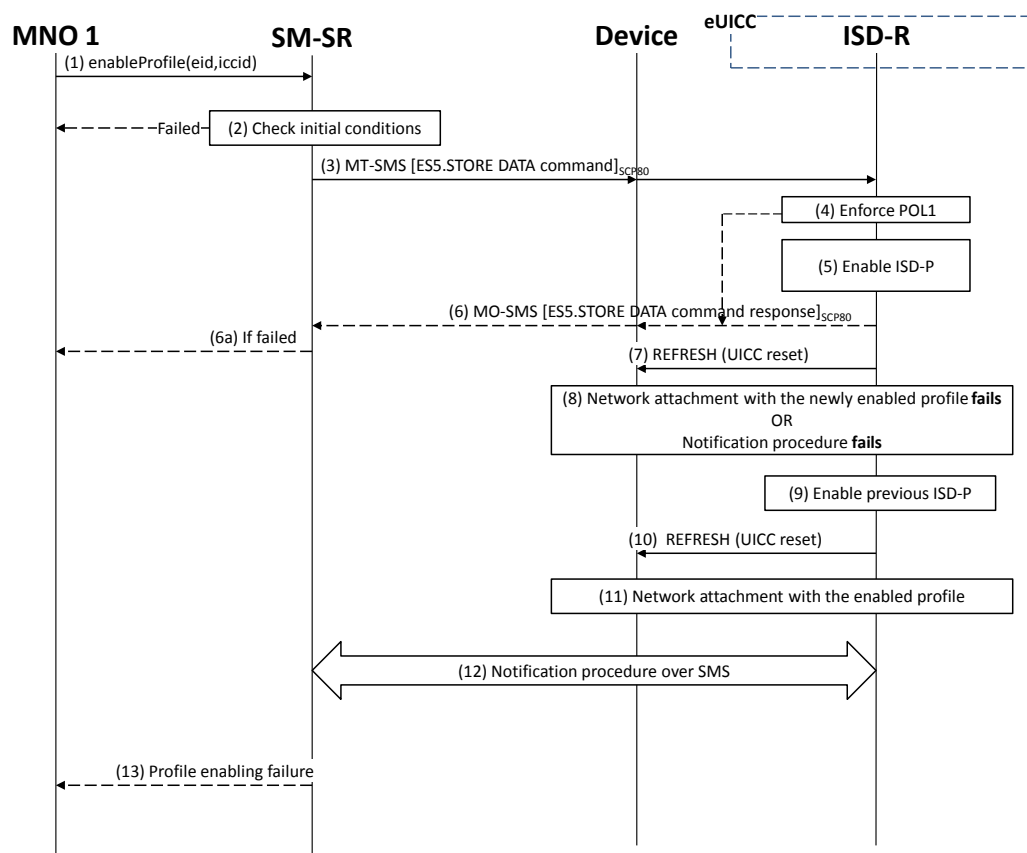 eUICC
MNO 1
SM-SR
Device
ISD-R
(1) enableProfile(eid,iccid)
Failed
(2) Check initial conditions
(3) MT-SMS [ES5.STORE DATA command]SCP80
(4) Enforce POL1
(5) Enable ISD-P
(6) MO-SMS [ES5.STORE DATA command response]SCP80
(6a) If failed
(7) REFRESH (UICC reset)
(8) Network attachment with the newly enabled profile fails
OR
Notification procedure fails
(9) Enable previous ISD-P
(10) REFRESH (UICC reset)
(11) Network attachment with the enabled profile
(12) Notification procedure over SMS
(13) Profile enabling failure